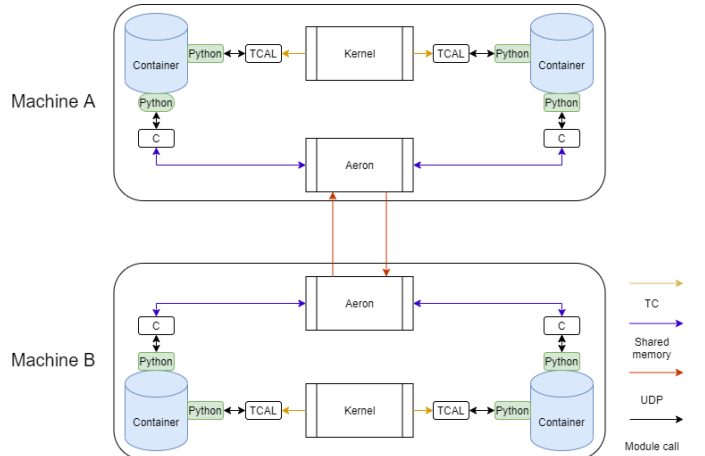 Container
Python
TCAL
Kernel
TCAL
Python
Container
Python
Python
Machine A
C
C
Aeron
Aeron
C
C
TC
Shared
memory
Machine B
Python
Python
UDP
Container
Python
TCAL
Kernel
TCAL
Python
Container
Module call